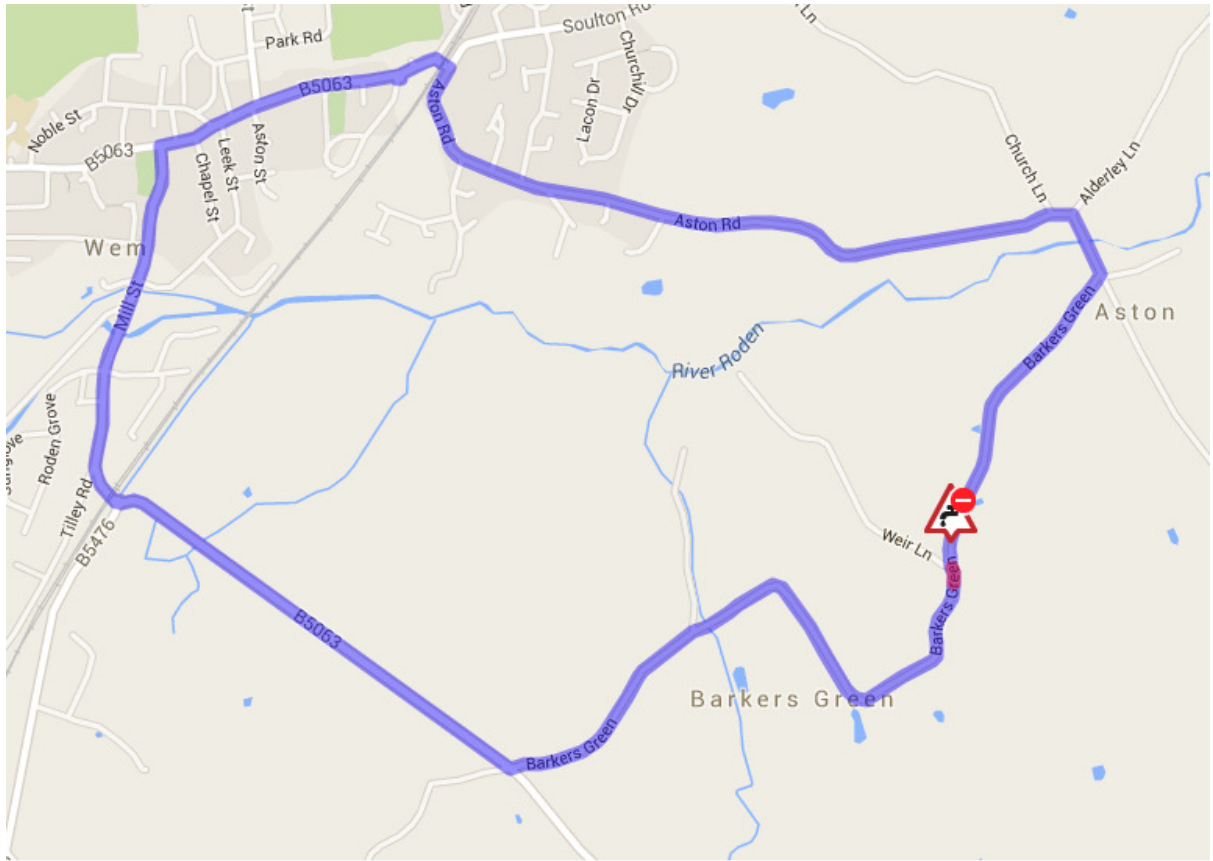 Park Rd
Soulton Rd
Churchill Dr
Ln
B5063
Noble St
Aston Rd
Lacon Dr
B5063
Leek St
Aston St
Chapel St
Church Ln
Alderley Ln
Wem
Aston Rd
Mill St
Barkers Green
Aston
River Roden
Roden Grove
Tilley Rd
B5476
Weir Ln
Barkers Green
B5063
Barkers Green
Barkers Green